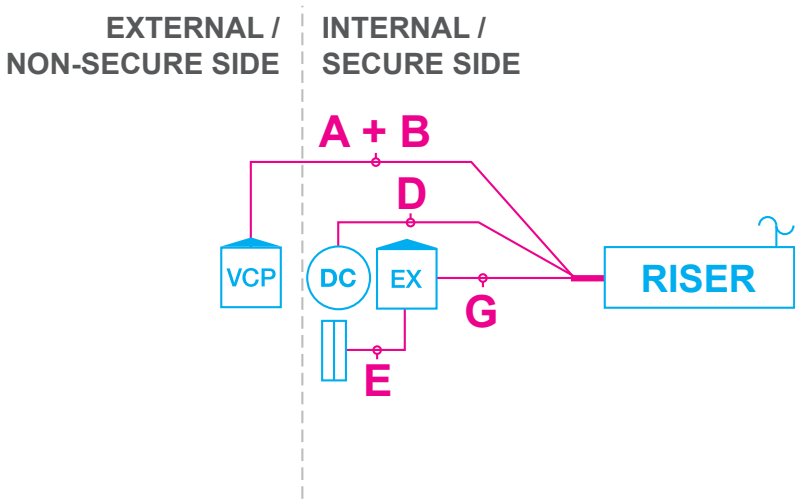 EXTERNAL /
NON-SECURE SIDE
INTERNAL /
SECURE SIDE
A + B
D
VCP
DC
EX
RISER
G
E